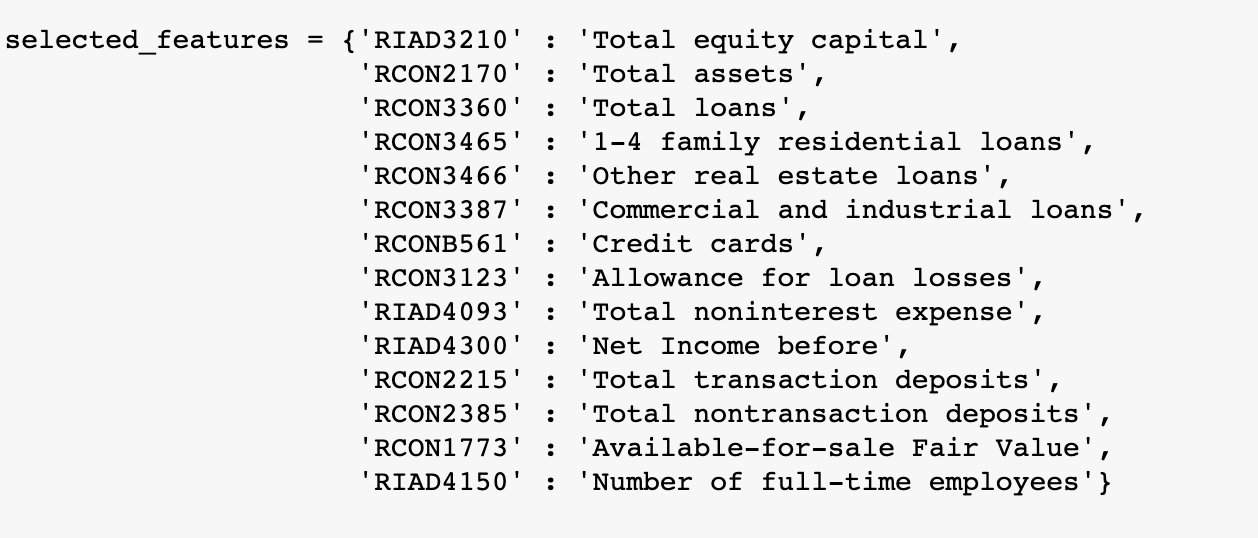 selected_features = {'RIAD3210' : 'Total equity capital',
'RCON2170' : 'Total assets',
'RCON3360' : 'Total loans',
'RCON3465' : '1-4 family residential loans',
'RCON3466' : 'Other real estate loans',
'RCON3387' : 'Commercial and industrial loans',
'RCONB561' : 'Credit cards',
'RCON3123' : 'Allowance for loan losses',
'RIAD4093' : 'Total noninterest expense',
'RIAD4300' : 'Net Income before',
'RCON2215' : 'Total transaction deposits',
'RCON2385' : 'Total nontransaction deposits',
'RCON1773' : 'Available-for-sale Fair Value',
'RIAD4150' : 'Number of full-time employees'}